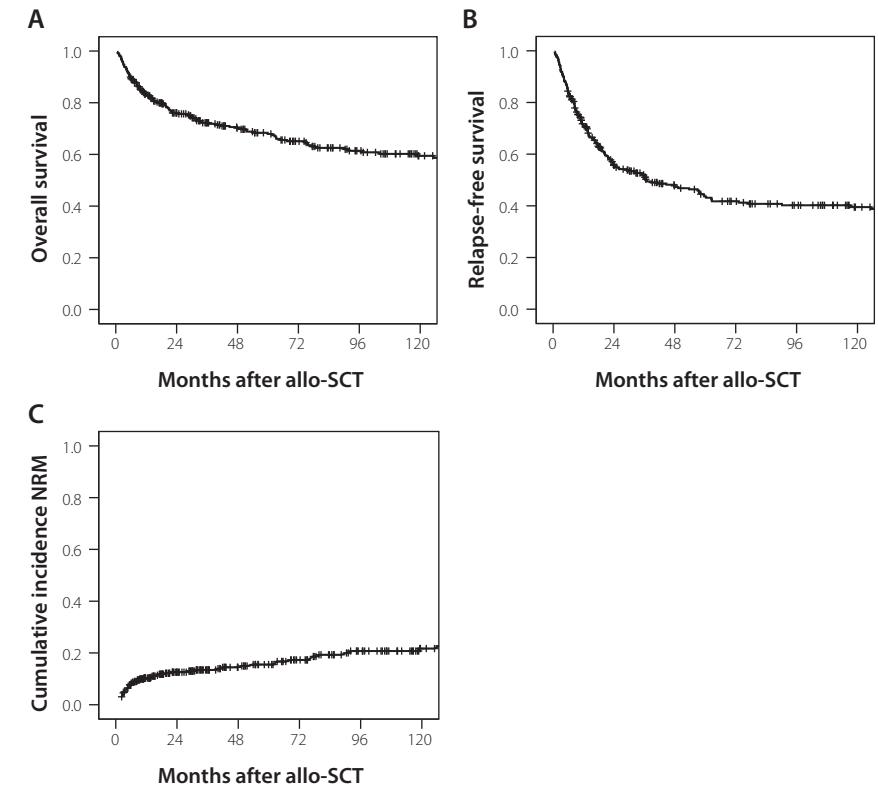 A
Overall survival
1.0
0.8
0.6
0.4
0.2
0.0
0 24 48 72 96 120
Months after allo-SCT
B
Relapse-free survival
1.0
0.8
0.6
0.4
0.2
0.0
0 24 48 72 96 120
Months after allo-SCT
C
Cumulative incidence NRM
1.0
0.8
0.6
0.4
0.2
0.0
0 24 48 72 96 120
Months after allo-SCT